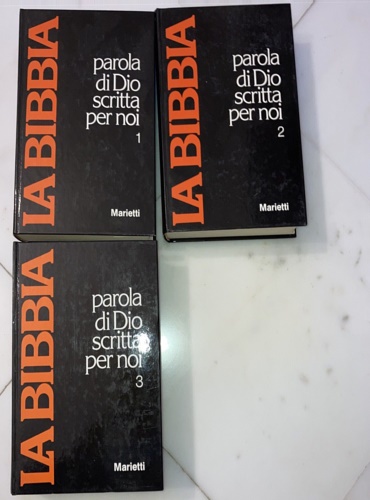 LA BIBBIA
parola
di Dio
scritta
per noi
1
Marietti
LA BIBBIA
parola
di Dio
scritta
per noi
2
Marietti
LA BIBBIA
parola
di Dio
scritta
per noi
3
Marietti